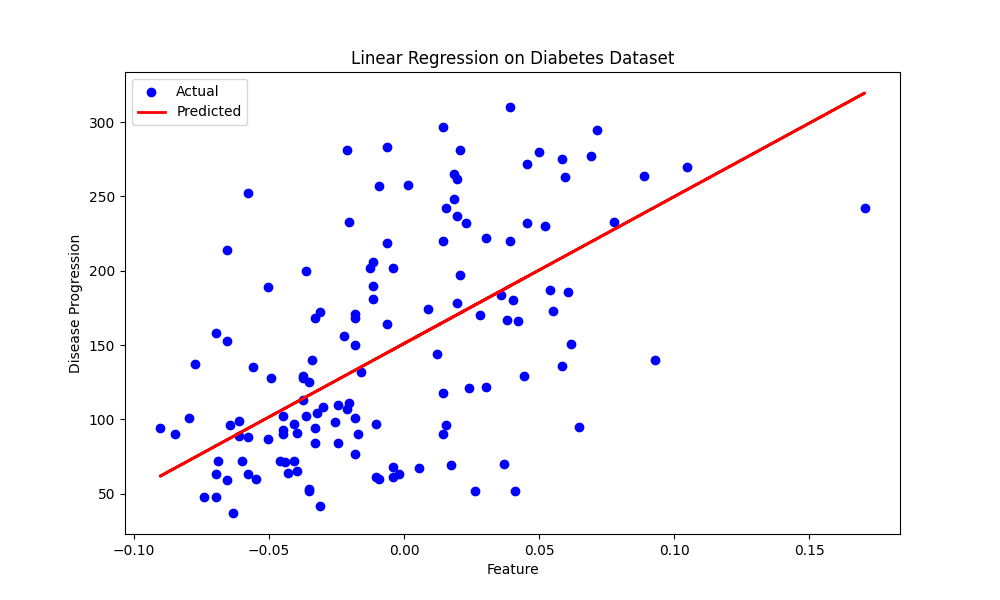 Linear Regression on Diabetes Dataset
Actual
Predicted
300
250
200
150
100
50
Disease Progression
−0.10
−0.05
0.00
0.05
0.10
0.15
Feature